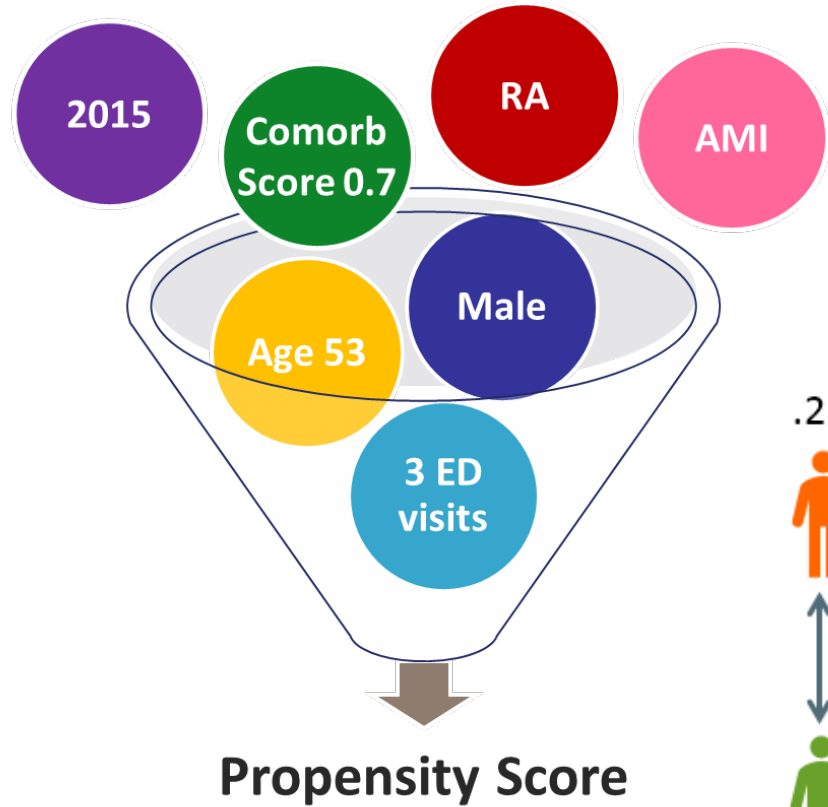 2015
Comorb
Score 0.7
RA
AMI
Age 53
Male
3 ED
visits
.2
Propensity Score